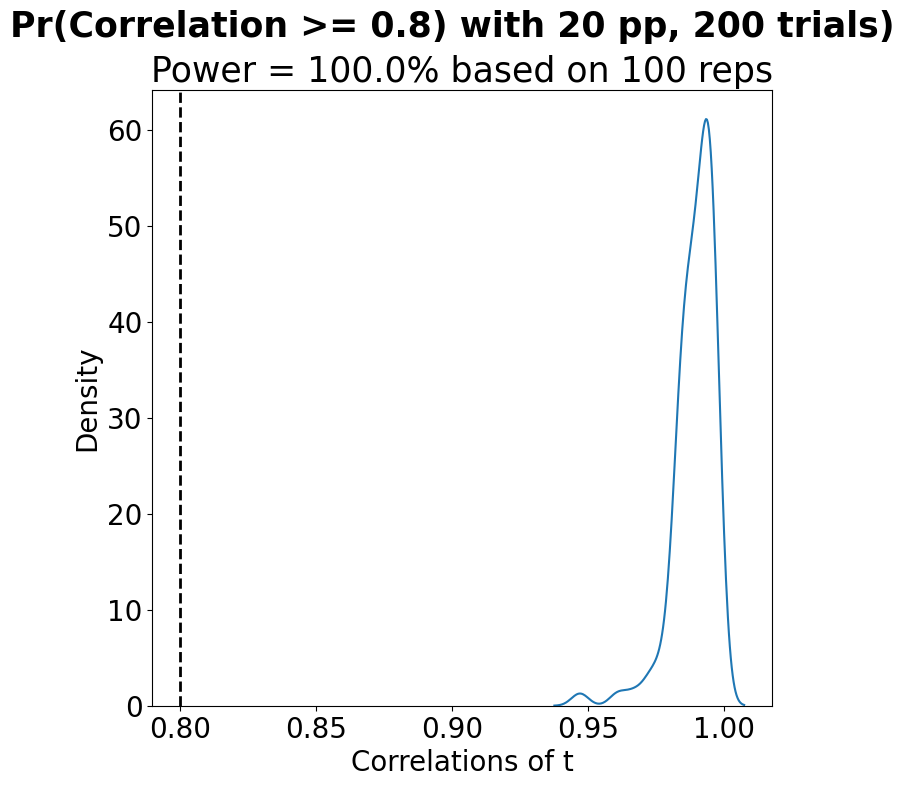 Pr(Correlation >= 0.8) with 20 pp, 200 trials)
Power = 100.0% based on 100 reps
60
50
40
30
20
10
0
Density
0.80 0.85 0.90 0.95 1.00
Correlations of t